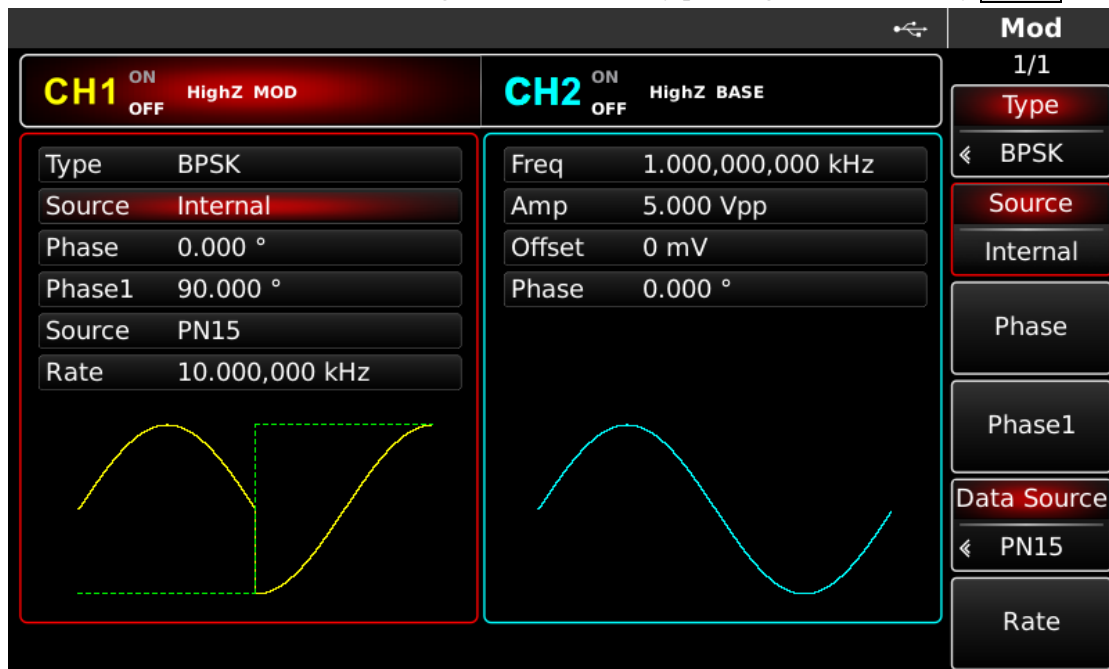 Mod
1/1
CH1 ON OFF HighZ MOD
CH2 ON OFF HighZ BASE
Type BPSK
Source Internal
Phase 0.000 °
Phase1 90.000 °
Source PN15
Rate 10.000,000 kHz
Freq 1.000,000,000 kHz
Amp 5.000 Vpp
Offset 0 mV
Phase 0.000 °
Type
BPSK
Source
Internal
Phase
Phase1
Data Source
PN15
Rate